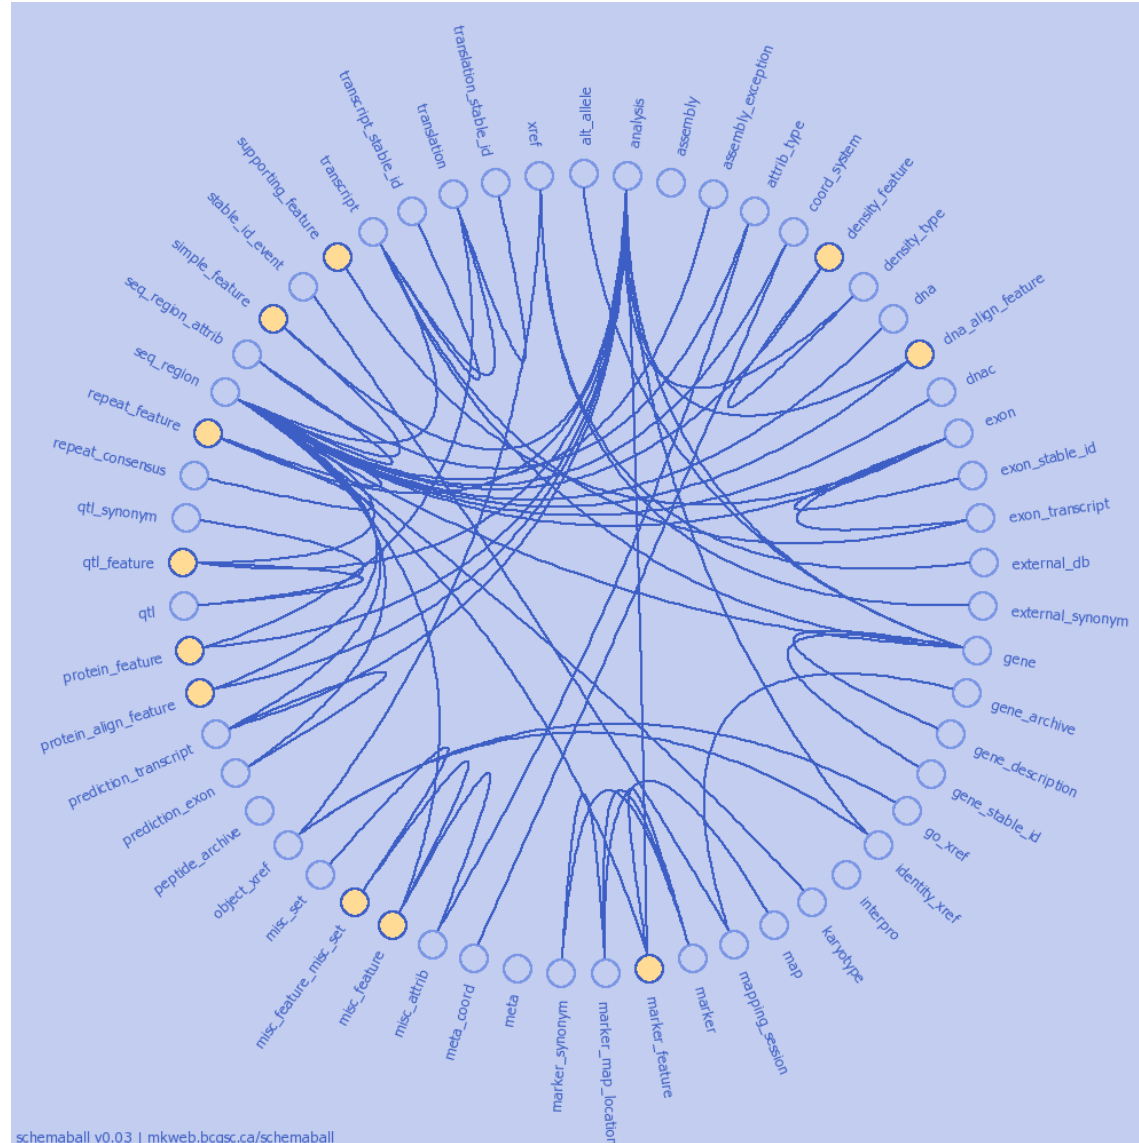 alt_allele
analysis
assembly
assembly_exception
attrib_type
coord_system
density_feature
density_type
dna
dna_align_feature
dnac
exon
exon_stable_id
exon_transcript
external_db
external_synonym
gene
gene_archive
gene_description
gene_stable_id
go_xref
identity_xref
interpro
karyotype
map
mapping_session
marker
marker_feature
marker_map_location
marker_synonym
meta
meta_coord
misc_attrib
misc_feature
misc_feature_misc_set
misc_set
object_xref
peptide_archive
prediction_exon
prediction_transcript
protein_align_feature
protein_feature
qtl
qtl_feature
qtl_synonym
repeat_consensus
repeat_feature
seq_region
seq_region_attrib
simple_feature
stable_id_event
supporting_feature
transcript
transcript_stable_id
translation
translation_stable_id
xref
schemaball v0.03 | mkweb.bcgsc.ca/schemaball